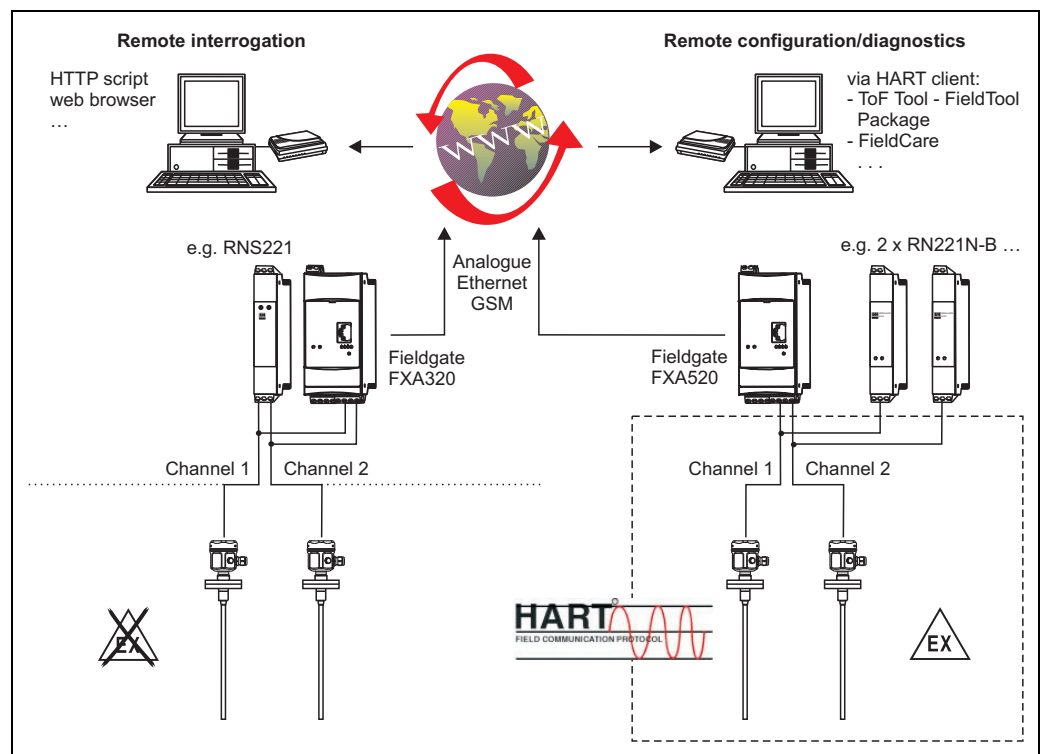 Remote interrogation
HTTP script
web browser
…
Remote configuration/diagnostics
via HART client:
- ToF Tool - FieldTool
Package
- FieldCare
. . .
WWW
e.g. RNS221
Analogue
Ethernet
GSM
e.g. 2 x RN221N-B …
Fieldgate
FXA320
Fieldgate
FXA520
Channel 1
Channel 2
Channel 1
Channel 2
EX
HART
FIELD COMMUNICATION PROTOCOL
EX